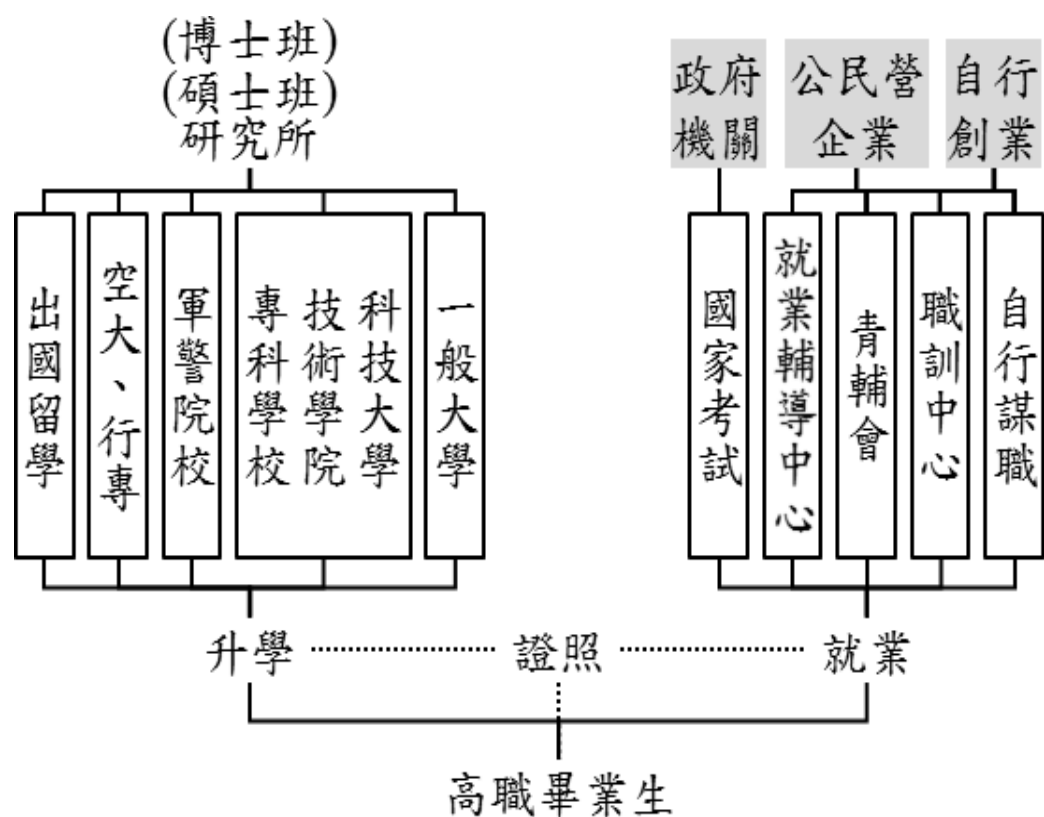 (博士班)
(碩士班)
研究所
政府
機關
公民營
企業
自行
創業
出國留學
空大、行專
軍警院校
專科學校
技術學院
科技大學
一般大學
國家考試
就業輔導中心
青輔會
職訓中心
自行謀職
升學
證照
就業
高職畢業生